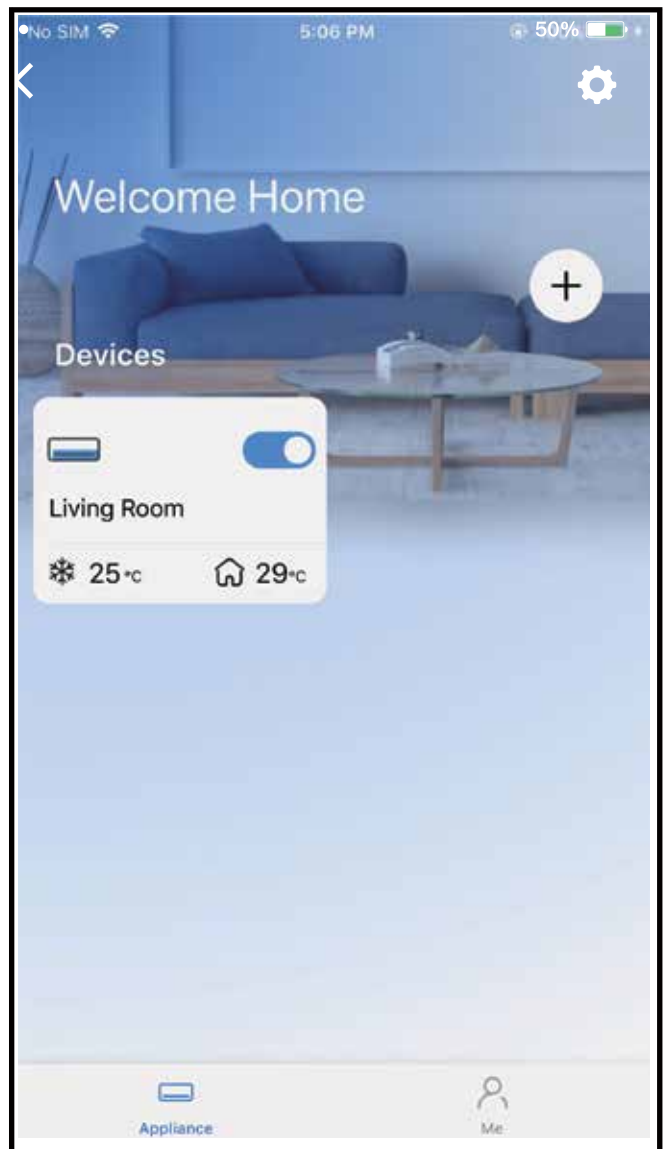 No SIM 5:06 PM 50%
Welcome Home
Devices
Living Room
25°C 29°C
Appliance Me